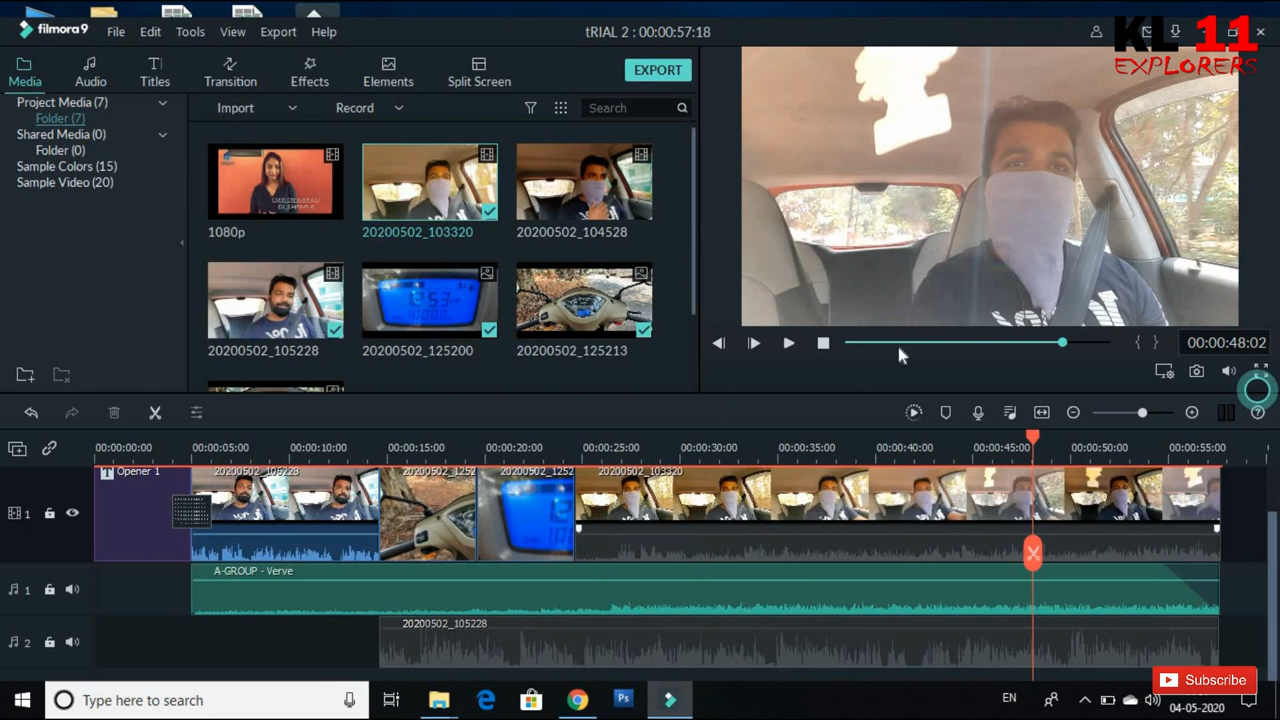 filmora9 File Edit Tools View Export Help
tRIAL 2 : 00:00:57:18
KL 11
EXPLORERS
Media Audio Titles Transition Effects Elements Split Screen
EXPORT
Project Media (7)
Folder (7)
Shared Media (0)
Folder (0)
Sample Colors (15)
Sample Video (20)
Import Record Search
1080p 20200502_103320 20200502_104528
20200502_105228 20200502_125200 20200502_125213
00:00:48:02
00:00:00:00 00:00:05:00 00:00:10:00 00:00:15:00 00:00:20:00 00:00:25:00 00:00:30:00 00:00:35:00 00:00:40:00 00:00:45:00 00:00:50:00 00:00:55:00
T Opener 1 20200502_105228 20200502_1252 20200502_1252 20200502_103320
1
A-GROUP - Verve
1
20200502_105228
2
Subscribe
Type here to search
Ps
EN
04-05-2020